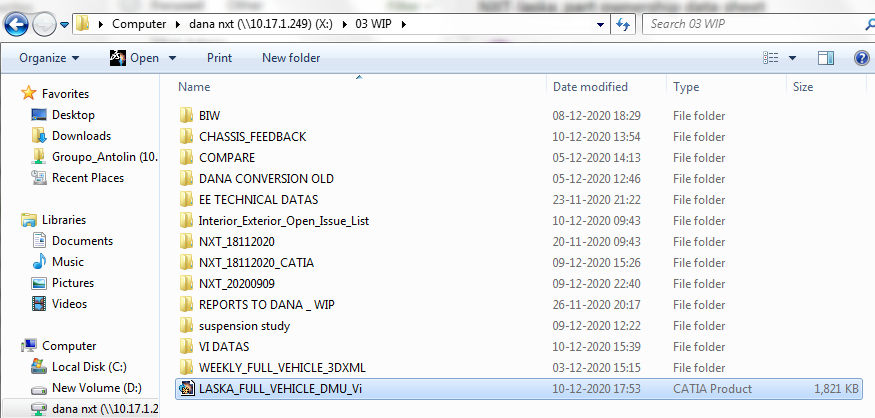 NXT laska part ownership data sheet
Computer ▸ dana nxt (\\10.17.1.249) (X:) ▸ 03 WIP ▸
Search 03 WIP
Organize Open Print New folder
Name Date modified Type Size
Favorites
Desktop
Downloads
Groupo_Antolin (10.
Recent Places
Libraries
Documents
Music
Pictures
Videos
Computer
Local Disk (C:)
New Volume (D:)
dana nxt (\\10.17.1.2
BIW 08-12-2020 18:29 File folder
CHASSIS_FEEDBACK 10-12-2020 13:54 File folder
COMPARE 05-12-2020 14:13 File folder
DANA CONVERSION OLD 05-12-2020 12:46 File folder
EE TECHNICAL DATAS 23-11-2020 21:22 File folder
Interior_Exterior_Open_Issue_List 10-12-2020 09:43 File folder
NXT_18112020 20-11-2020 09:43 File folder
NXT_18112020_CATIA 09-12-2020 15:26 File folder
NXT_20200909 09-12-2020 22:40 File folder
REPORTS TO DANA _ WIP 26-11-2020 20:17 File folder
suspension study 09-12-2020 12:22 File folder
VI DATAS 10-12-2020 15:39 File folder
WEEKLY_FULL_VEHICLE_3DXML 03-12-2020 15:15 File folder
LASKA_FULL_VEHICLE_DMU_Vi 10-12-2020 17:53 CATIA Product 1,821 KB